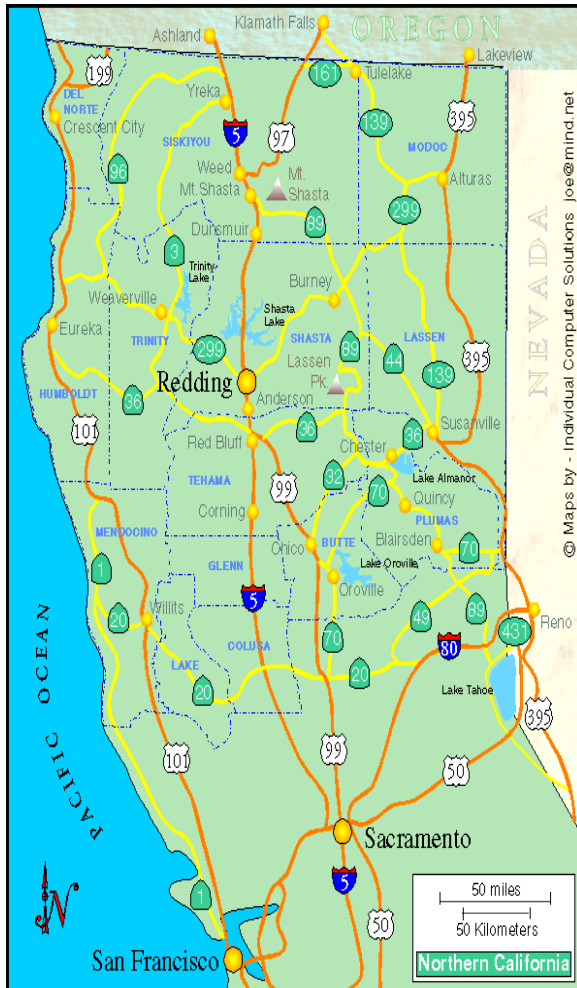 OREGON
Klamath Falls
Ashland
Lakeview
199
161
Tulelake
DEL
NORTE
Yreka
Crescent City
5
97
139
395
SISKIYOU
MODOC
96
Weed
Mt.
Shasta
Mt.Shasta
Alturas
89
299
Dunsmuir
3
Trinity
Lake
Burney
Weaverville
Shasta
Lake
Eureka
TRINITY
SHASTA
LASSEN
299
89
44
395
Lassen
Pk.
139
Redding
HUMBOLDT
36
Anderson
101
36
36
Susanville
Red Bluff
Chester
TEHAMA
99
32
70
Lake Almanor
Quincy
Corning
PLUMAS
MENDOCINO
Chico
BUTTE
Blairsden
70
GLENN
Lake Oroville
1
Oroville
5
20
Willits
49
89
Reno
COLUSA
70
80
431
LAKE
20
20
Lake Tahoe
395
101
99
50
Sacramento
5
1
50
San Francisco
PACIFIC OCEAN
NEVADA
© Maps by - Individual Computer Solutions joe@mind.net
N
50 miles
50 Kilometers
Northern California